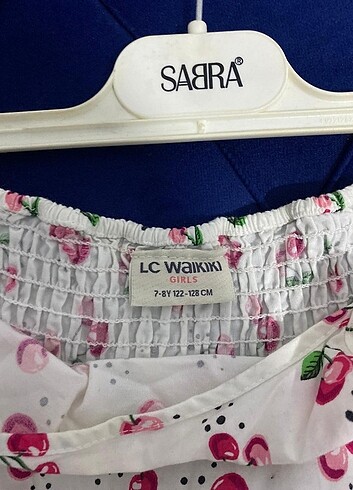 SABRA®
LC WAIKIKI
GIRLS
7-8Y 122-128 CM